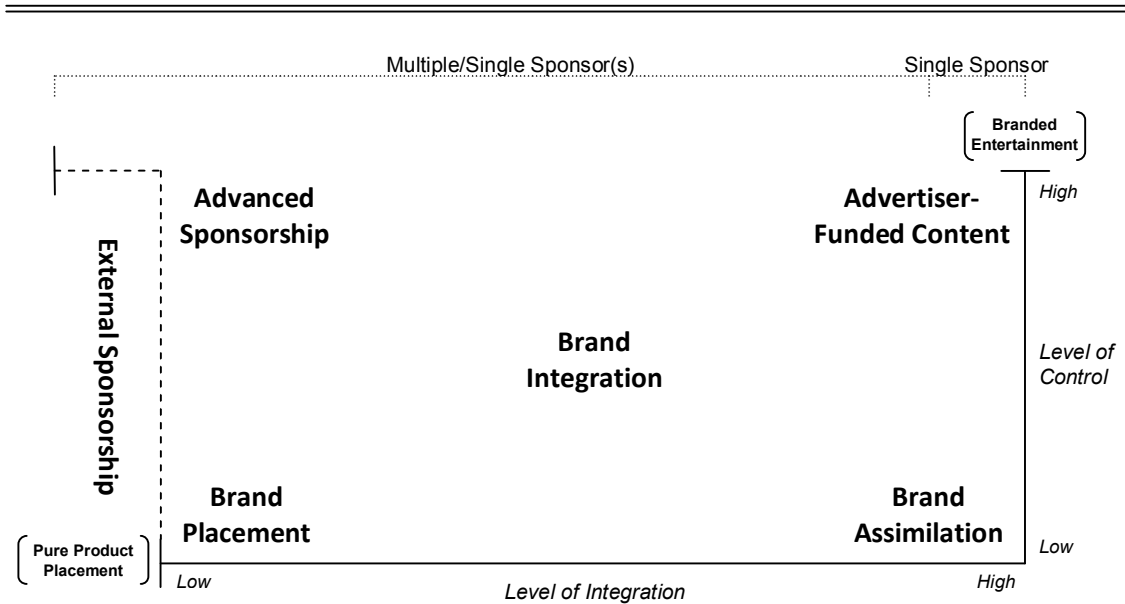 Multiple/Single Sponsor(s)
Single Sponsor
Branded
Entertainment
High
Advanced
Sponsorship
Advertiser-
Funded Content
External Sponsorship
Brand
Integration
Level of
Control
Brand
Placement
Brand
Assimilation
Low
Pure Product
Placement
Low
Level of Integration
High